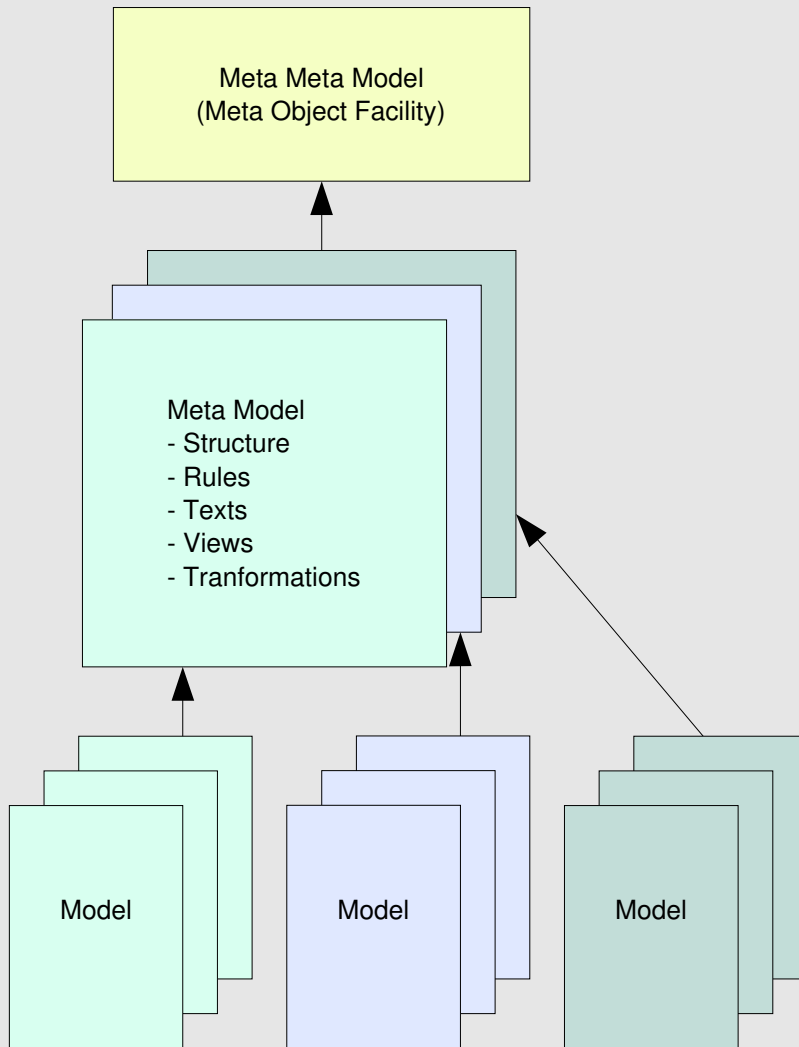 Meta Meta Model
(Meta Object Facility)
Meta Model
- Structure
- Rules
- Texts
- Views
- Tranformations
Model
Model
Model